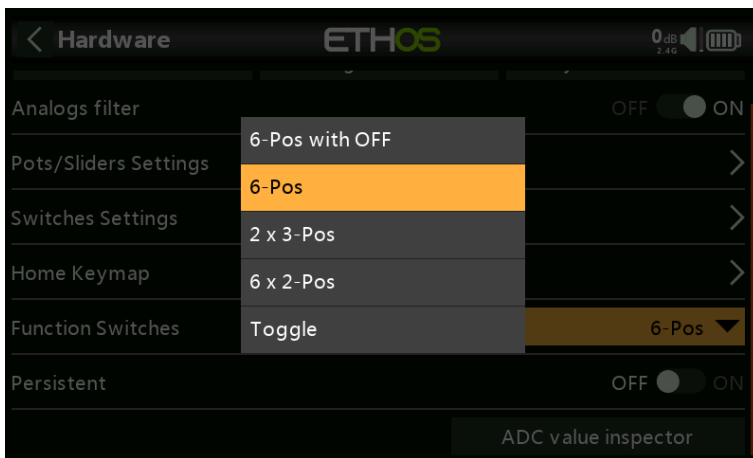 Hardware
ETHOS
0dB
2.4G
Analogs filter
OFF
ON
Pots/Sliders Settings
Switches Settings
Home Keymap
Function Switches
6-Pos
Persistent
OFF
ON
ADC value inspector
6-Pos with OFF
6-Pos
2 x 3-Pos
6 x 2-Pos
Toggle